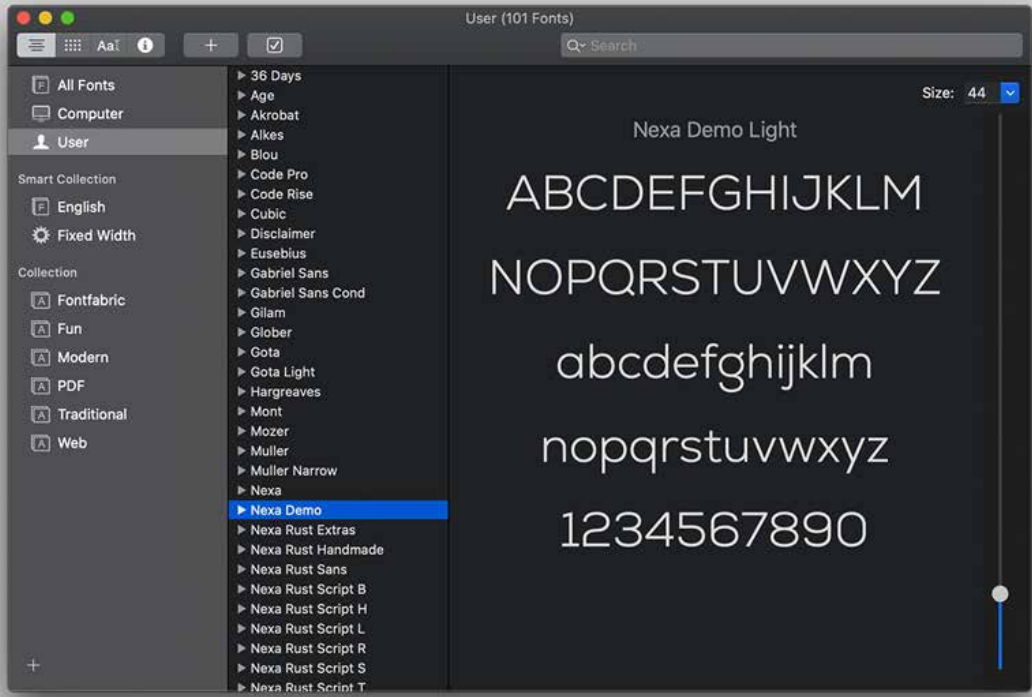 User (101 Fonts)
Search
All Fonts
Computer
User
Smart Collection
English
Fixed Width
Collection
Fontfabric
Fun
Modern
PDF
Traditional
Web
36 Days
Age
Akrobat
Alkes
Blou
Code Pro
Code Rise
Cubic
Disclaimer
Eusebius
Gabriel Sans
Gabriel Sans Cond
Gilam
Glober
Gota
Gota Light
Hargreaves
Mont
Mozer
Muller
Muller Narrow
Nexa
Nexa Demo
Nexa Rust Extras
Nexa Rust Handmade
Nexa Rust Sans
Nexa Rust Script B
Nexa Rust Script H
Nexa Rust Script L
Nexa Rust Script R
Nexa Rust Script S
Nexa Rust Script T
Size: 44
Nexa Demo Light
ABCDEFGHIJKLM
NOPQRSTUVWXYZ
abcdefghijklm
nopqrstuvwxyz
1234567890